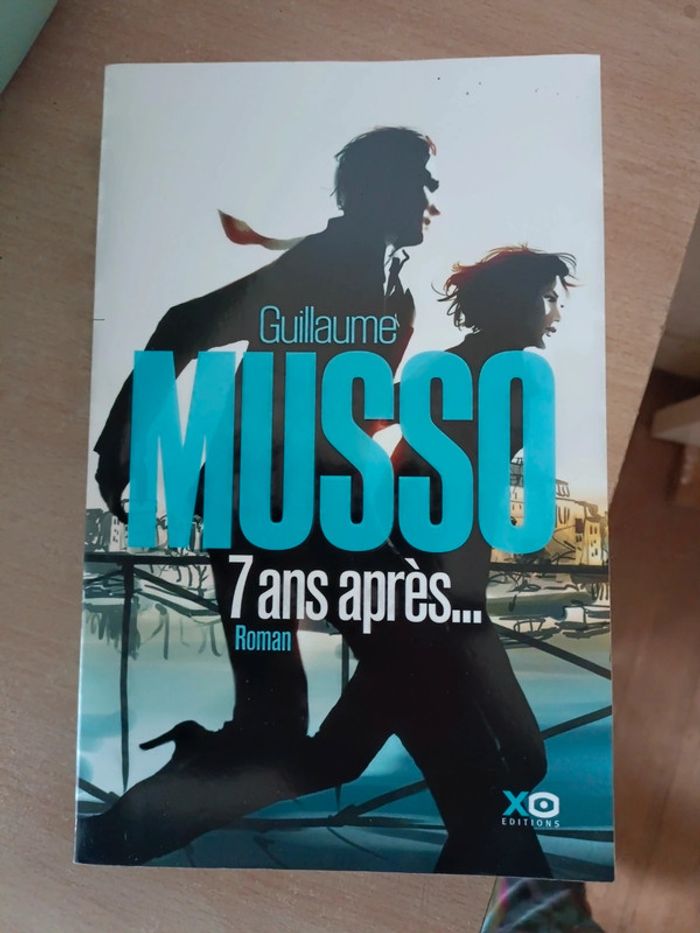 Guillaume
MUSSO
7 ans après...
Roman
XO
EDITIONS